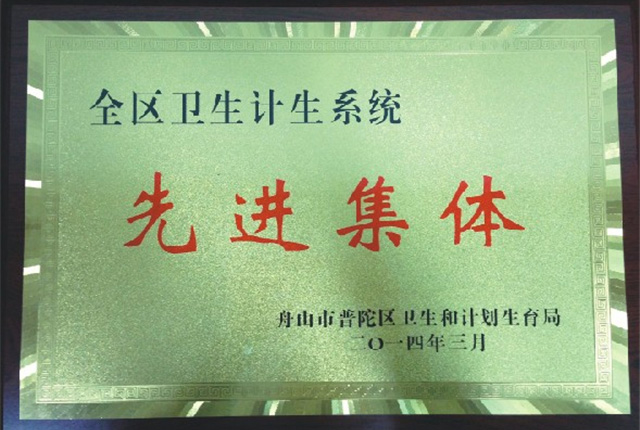 全区卫生计生系统
先进集体
舟山市普陀区卫生和计划生育局
二〇一四年三月